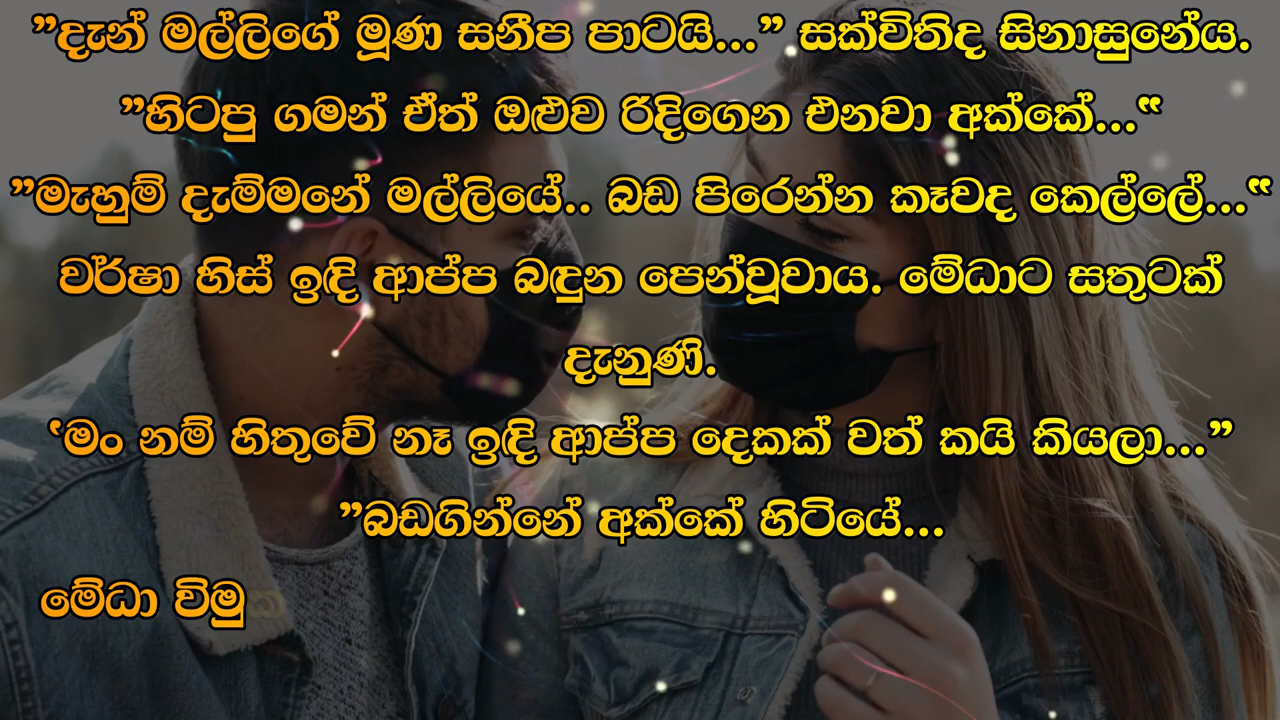 ”දැන් මල්ලිගේ මූණ සනීප පාටයි...” සක්විතිද සිනාසුනේය.
”හිටපු ගමන් ඒත් ඔළුව රිදිගෙන එනවා අක්කේ...“
”මැහුම් දැම්මනේ මල්ලියේ.. බඩ පිරෙන්න කෑවද කෙල්ලේ...“
වර්ෂා හිස් ඉඳි ආප්ප බඳුන පෙන්වූවාය. මේධාට සතුටක්
දැනුණි.
‘මං නම් හිතුවේ නෑ ඉඳි ආප්ප දෙකක් වත් කයි කියලා...”
”බඩගින්නේ අක්කේ හිටියේ...
මේධා විමු